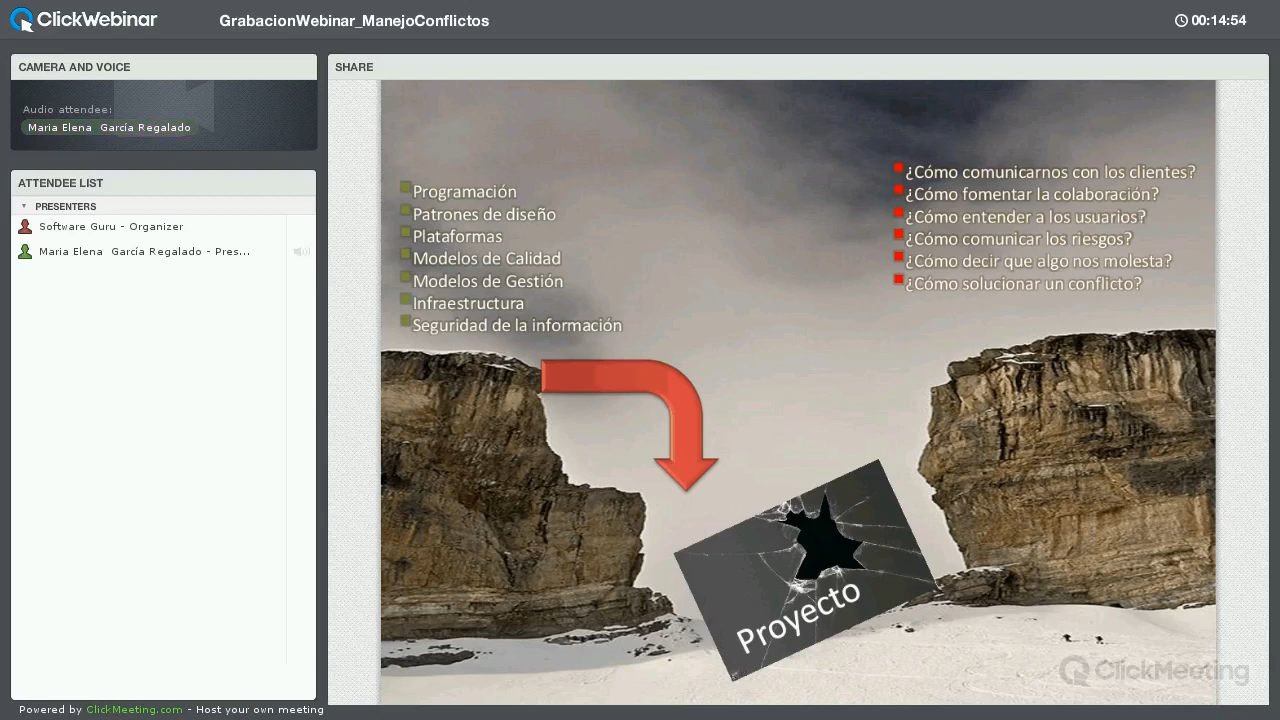 ClickWebinar
GrabacionWebinar_ManejoConflictos
00:14:54
CAMERA AND VOICE
Audio attendee:
Maria Elena García Regalado
ATTENDEE LIST
PRESENTERS
Software Guru - Organizer
Maria Elena García Regalado - Pres...
SHARE
Programación
Patrones de diseño
Plataformas
Modelos de Calidad
Modelos de Gestión
Infraestructura
Seguridad de la información
¿Cómo comunicarnos con los clientes?
¿Cómo fomentar la colaboración?
¿Cómo entender a los usuarios?
¿Cómo comunicar los riesgos?
¿Cómo decir que algo nos molesta?
¿Cómo solucionar un conflicto?
Proyecto
ClickMeeting
Powered by ClickMeeting.com - Host your own meeting